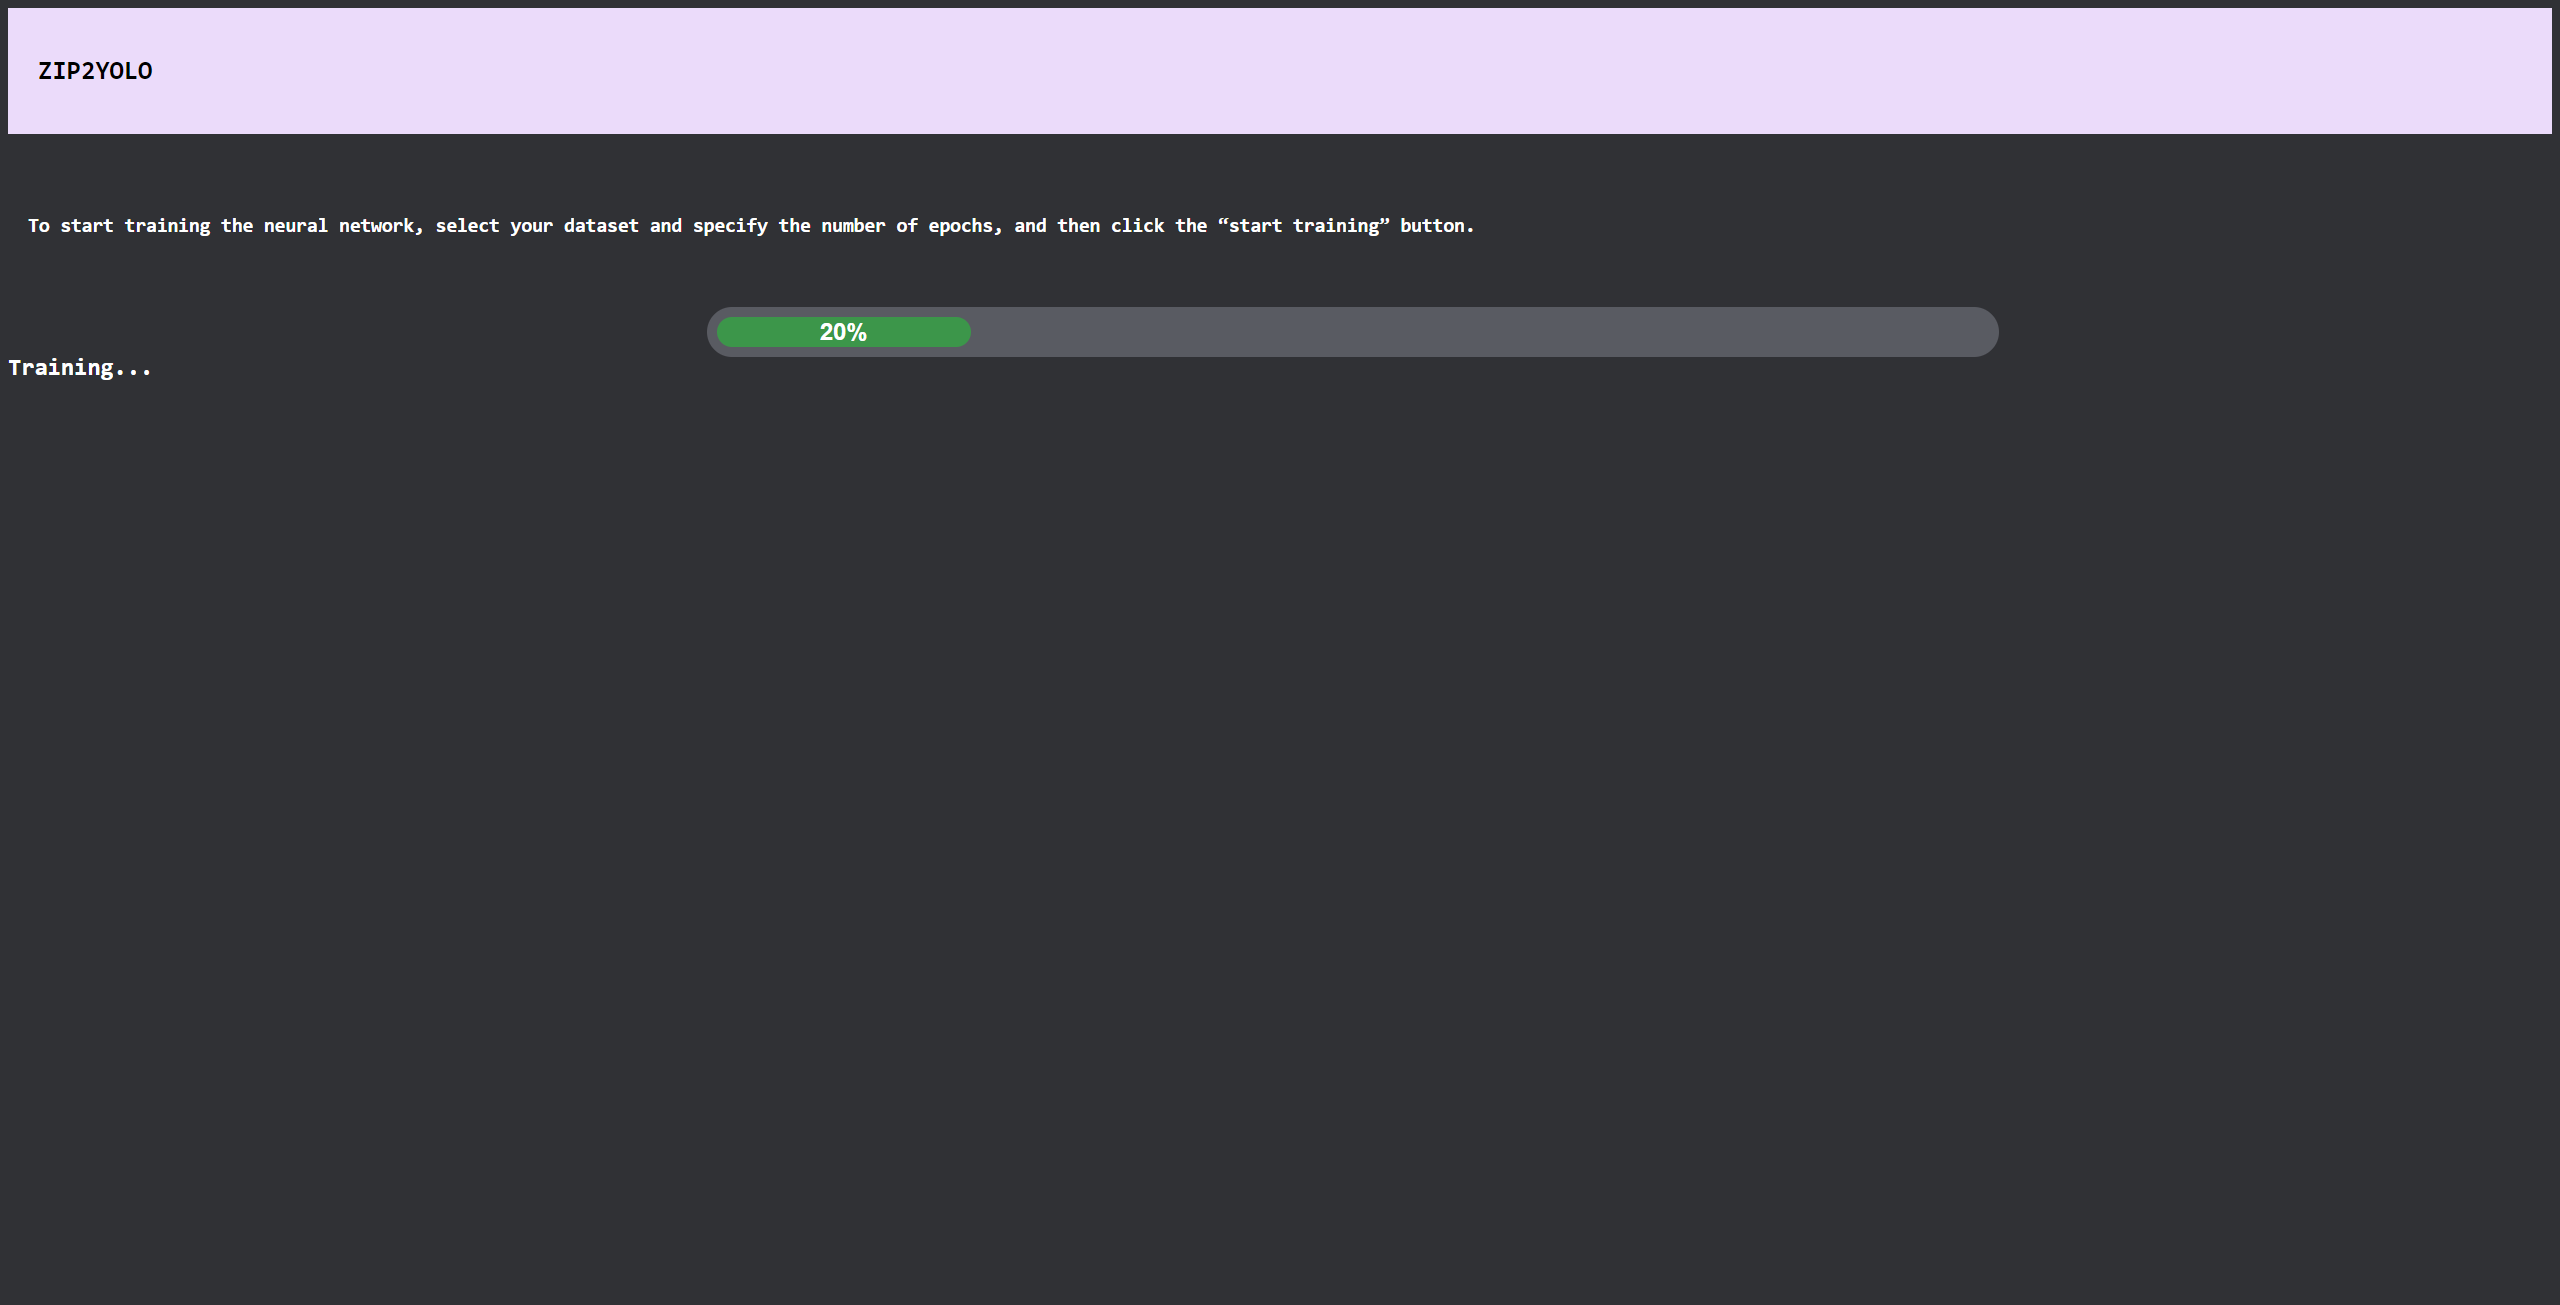 ZIP2YOLO
To start training the neural network, select your dataset and specify the number of epochs, and then click the “start training” button.
20%
Training...